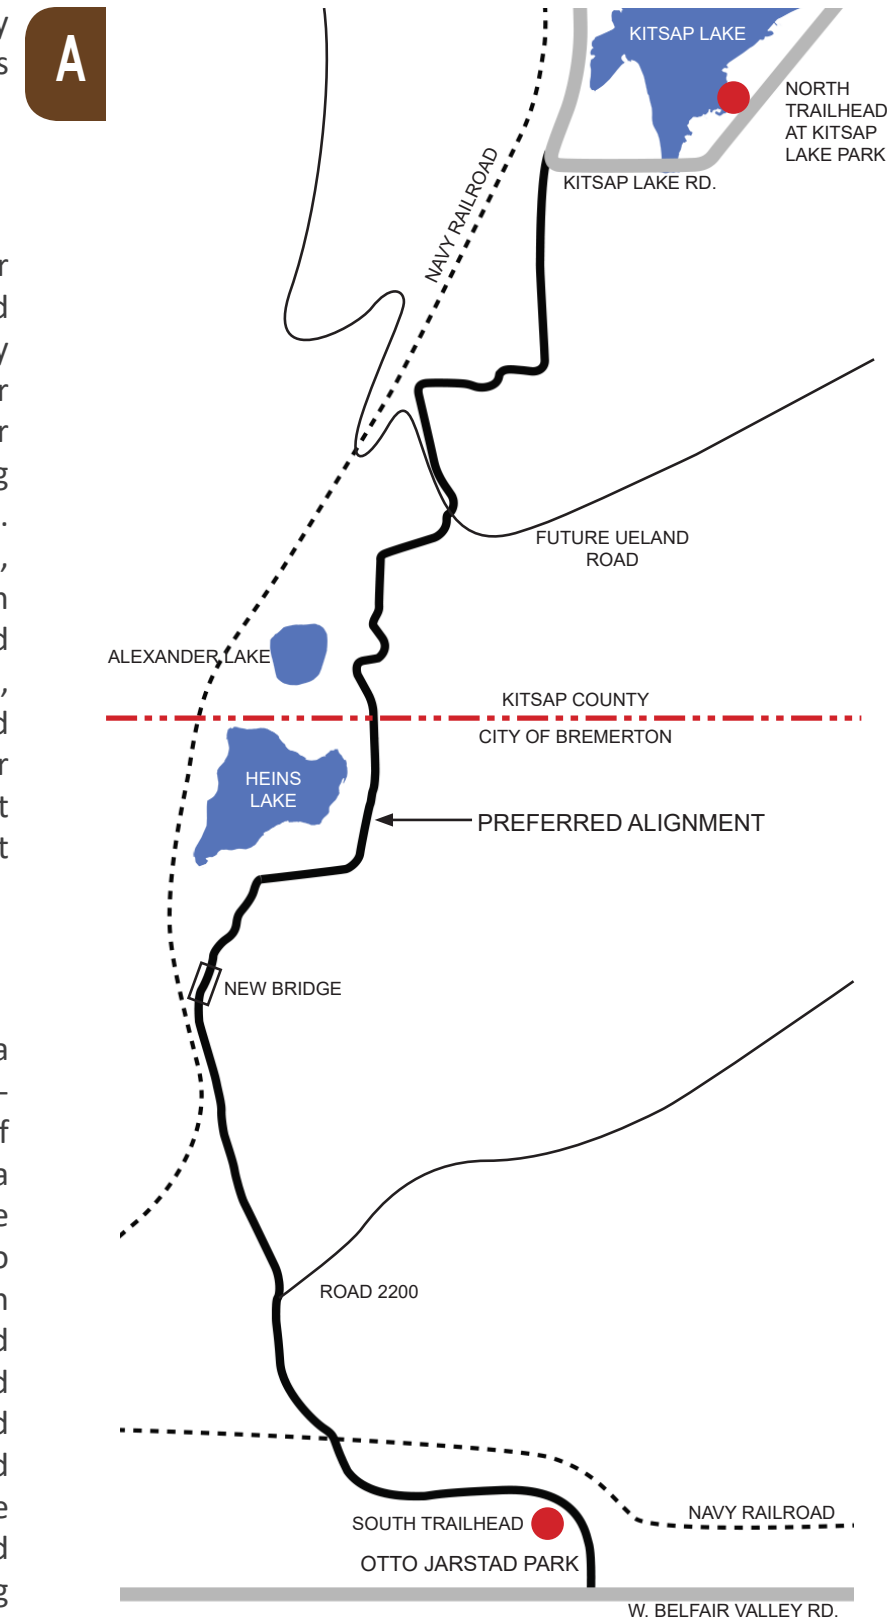 A
KITSAP LAKE
NORTH
TRAILHEAD
AT KITSAP
LAKE PARK
KITSAP LAKE RD.
NAVY RAILROAD
FUTURE UELAND
ROAD
ALEXANDER LAKE
KITSAP COUNTY
CITY OF BREMERTON
HEINS
LAKE
PREFERRED ALIGNMENT
NEW BRIDGE
ROAD 2200
NAVY RAILROAD
SOUTH TRAILHEAD
OTTO JARSTAD PARK
W. BELFAIR VALLEY RD.